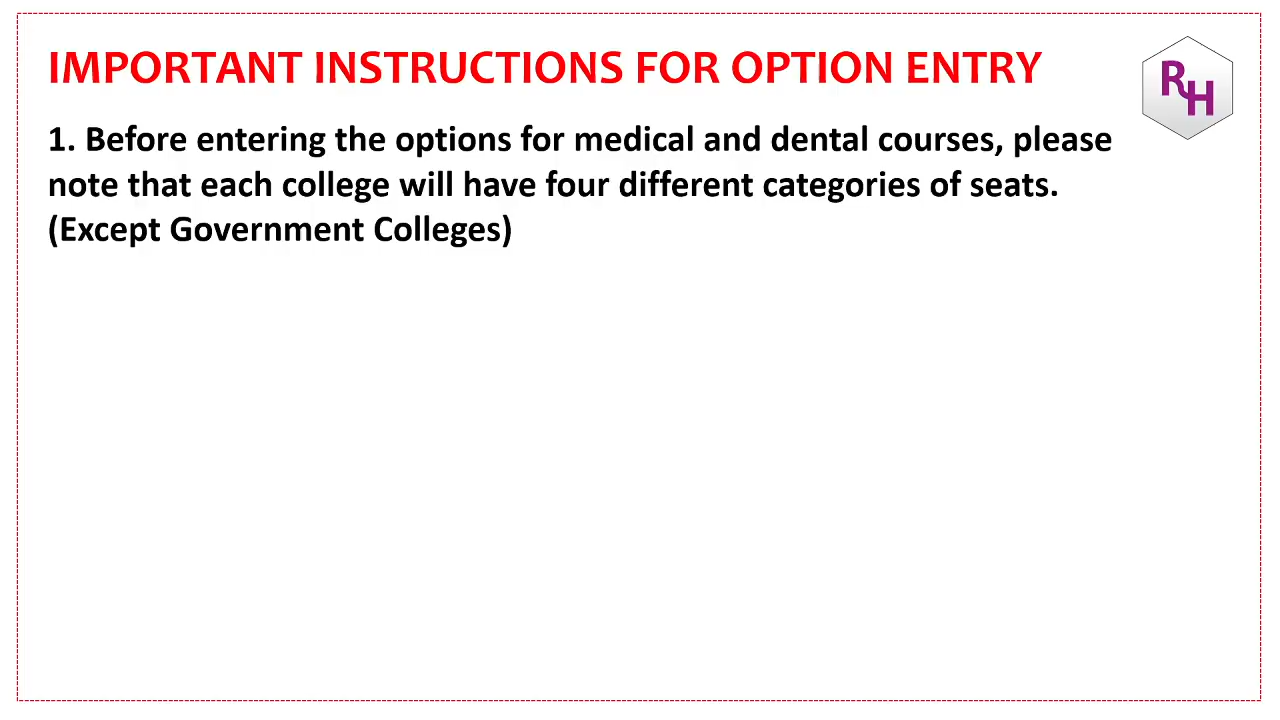 IMPORTANT INSTRUCTIONS FOR OPTION ENTRY
RH
1. Before entering the options for medical and dental courses, please
note that each college will have four different categories of seats.
(Except Government Colleges)